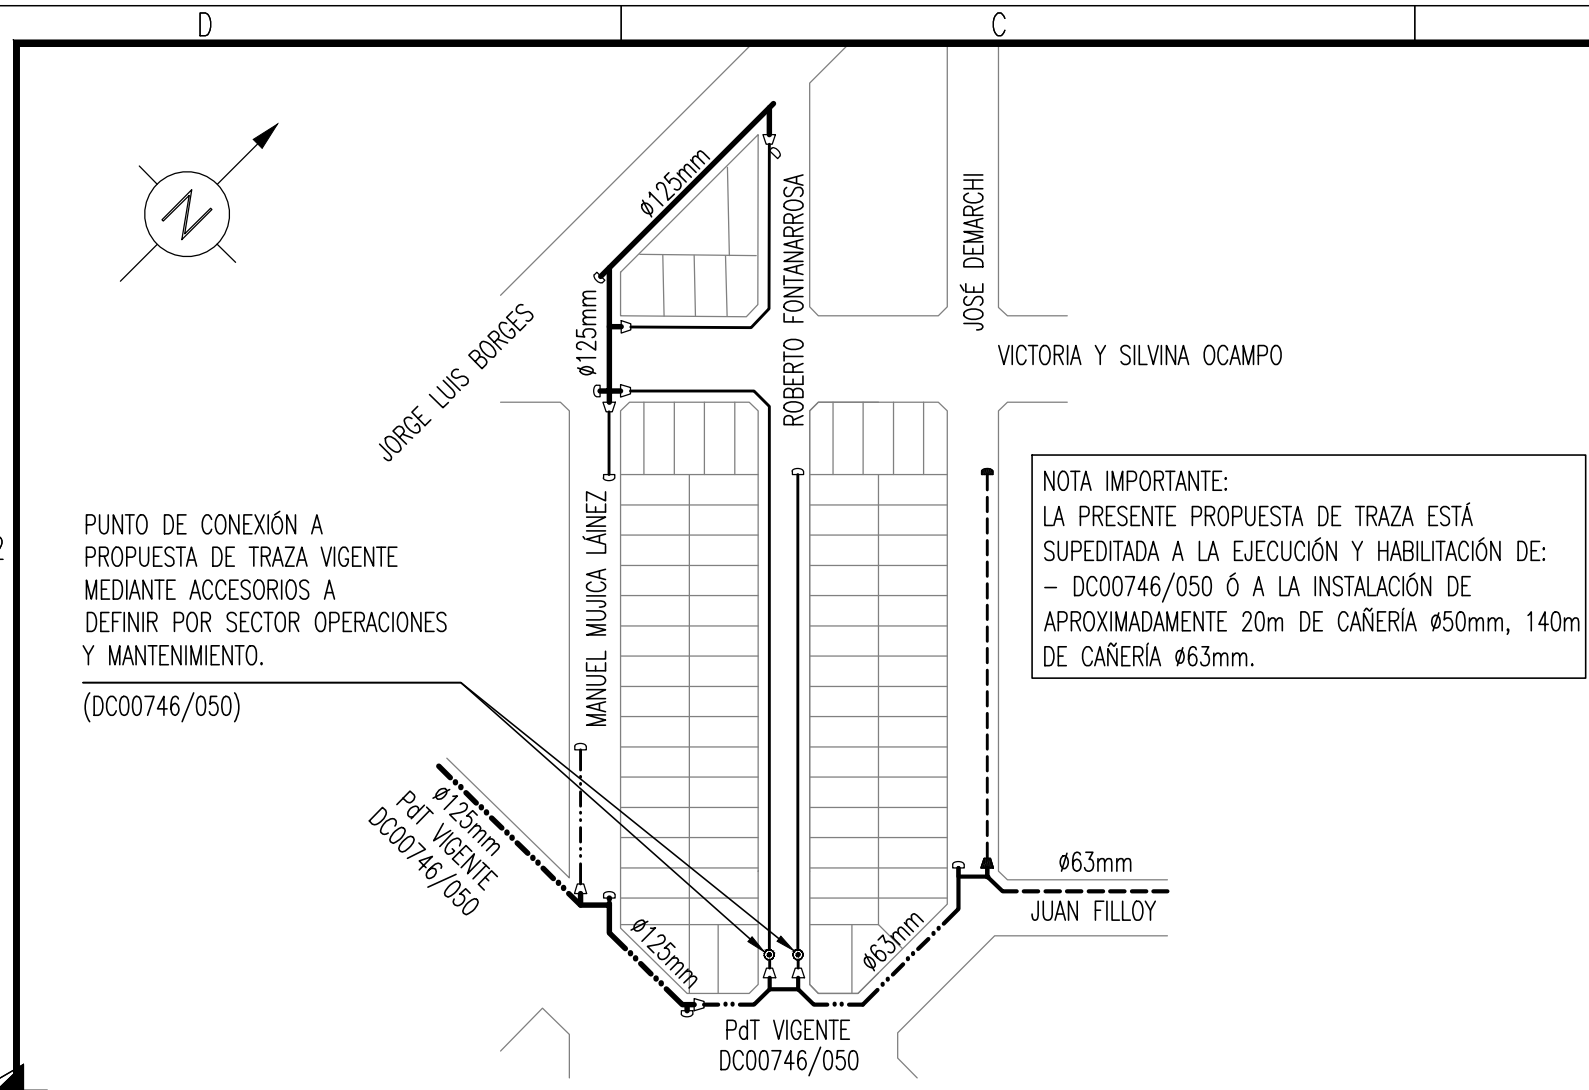 D
C
N
ø125mm
ø125mm
JORGE LUIS BORGES
ROBERTO FONTANARROSA
JOSÉ DEMARCHI
VICTORIA Y SILVINA OCAMPO
MANUEL MUJICA LÁINEZ
PUNTO DE CONEXIÓN A
PROPUESTA DE TRAZA VIGENTE
MEDIANTE ACCESORIOS A
DEFINIR POR SECTOR OPERACIONES
Y MANTENIMIENTO.
(DC00746/050)
NOTA IMPORTANTE:
LA PRESENTE PROPUESTA DE TRAZA ESTÁ
SUPEDITADA A LA EJECUCIÓN Y HABILITACIÓN DE:
– DC00746/050 Ó A LA INSTALACIÓN DE
APROXIMADAMENTE 20m DE CAÑERÍA ø50mm, 140m
DE CAÑERÍA ø63mm.
ø125mm
PdT VIGENTE
DC00746/050
ø125mm
ø63mm
ø63mm
JUAN FILLOY
PdT VIGENTE
DC00746/050